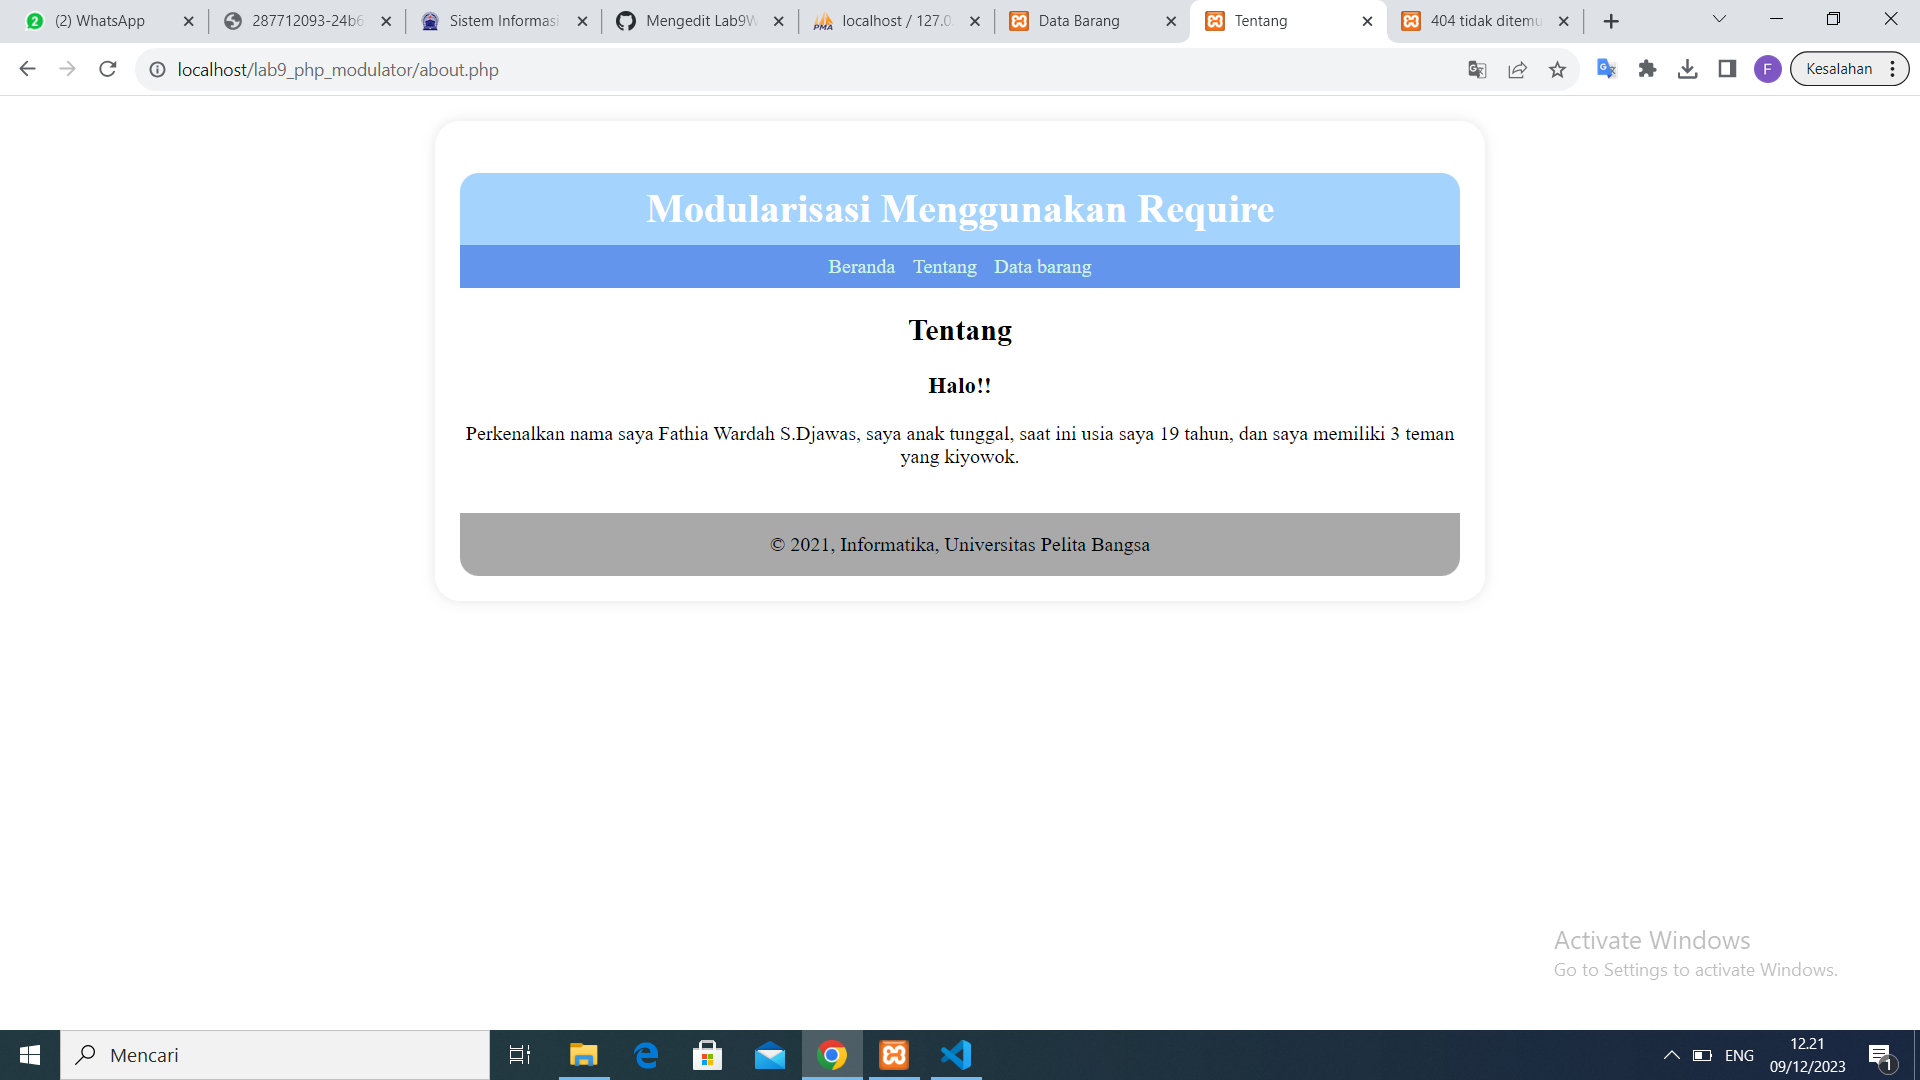 (2) WhatsApp
287712093-24b6
Sistem Informasi
Mengedit Lab9W
localhost / 127.0.
Data Barang
Tentang
404 tidak ditemu
localhost/lab9_php_modulator/about.php
F
Kesalahan
Modularisasi Menggunakan Require
Beranda Tentang Data barang
Tentang
Halo!!
Perkenalkan nama saya Fathia Wardah S.Djawas, saya anak tunggal, saat ini usia saya 19 tahun, dan saya memiliki 3 teman
yang kiyowok.
© 2021, Informatika, Universitas Pelita Bangsa
Activate Windows
Go to Settings to activate Windows.
Mencari
ENG
12.21
09/12/2023
1